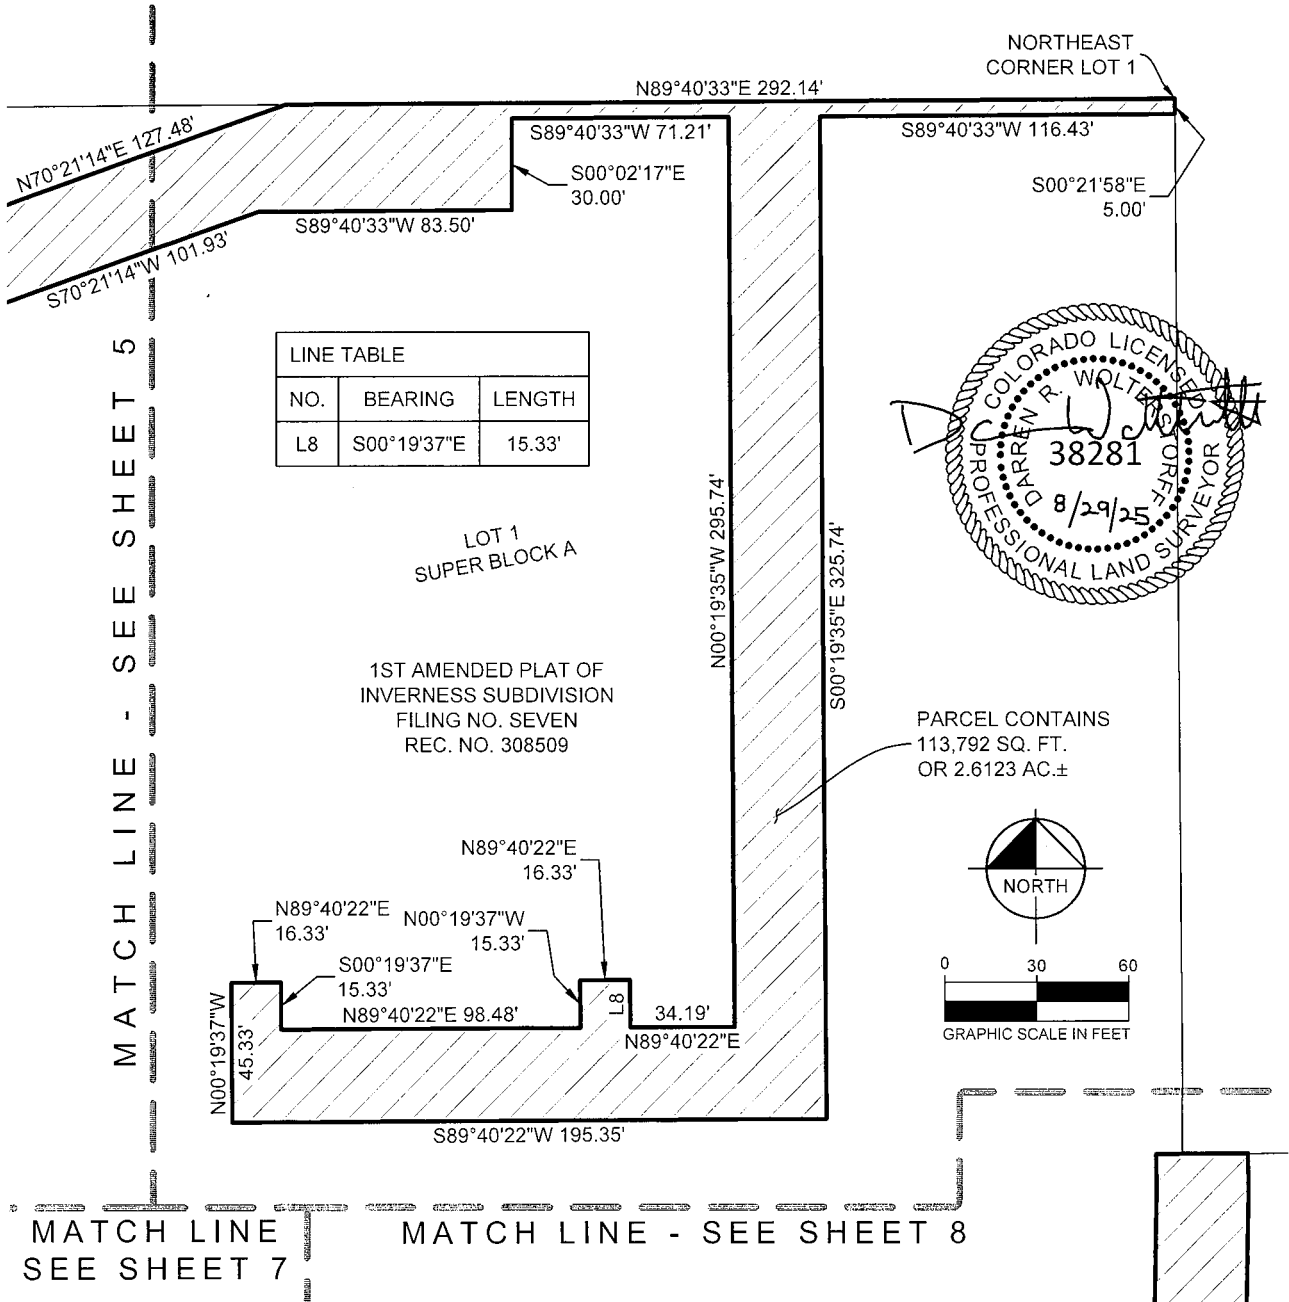 NORTHEAST
CORNER LOT 1
N89°40'33"E 292.14'
S89°40'33"W 71.21'
S89°40'33"W 116.43'
N70°21'14"E 127.48'
S00°02'17"E
30.00'
S00°21'58"E
5.00'
S89°40'33"W 83.50'
S70°21'14"W 101.93'
MATCH LINE - SEE SHEET 5
LINE TABLE
NO. BEARING LENGTH
L8 S00°19'37"E 15.33'
COLORADO LICENSED
DARREN R. WOLTERSTORFF
38281
8/29/25
PROFESSIONAL LAND SURVEYOR
LOT 1
SUPER BLOCK A
N00°19'35"W 295.74'
S00°19'35"E 325.74'
1ST AMENDED PLAT OF
INVERNESS SUBDIVISION
FILING NO. SEVEN
REC. NO. 308509
PARCEL CONTAINS
113,792 SQ. FT.
OR 2.6123 AC.±
N89°40'22"E
16.33'
NORTH
N89°40'22"E
16.33'
N00°19'37"W
15.33'
S00°19'37"E
15.33'
N89°40'22"E 98.48'
L8
34.19'
N89°40'22"E
N00°19'37"W
45.33'
0 30 60
GRAPHIC SCALE IN FEET
S89°40'22"W 195.35'
MATCH LINE
SEE SHEET 7
MATCH LINE - SEE SHEET 8